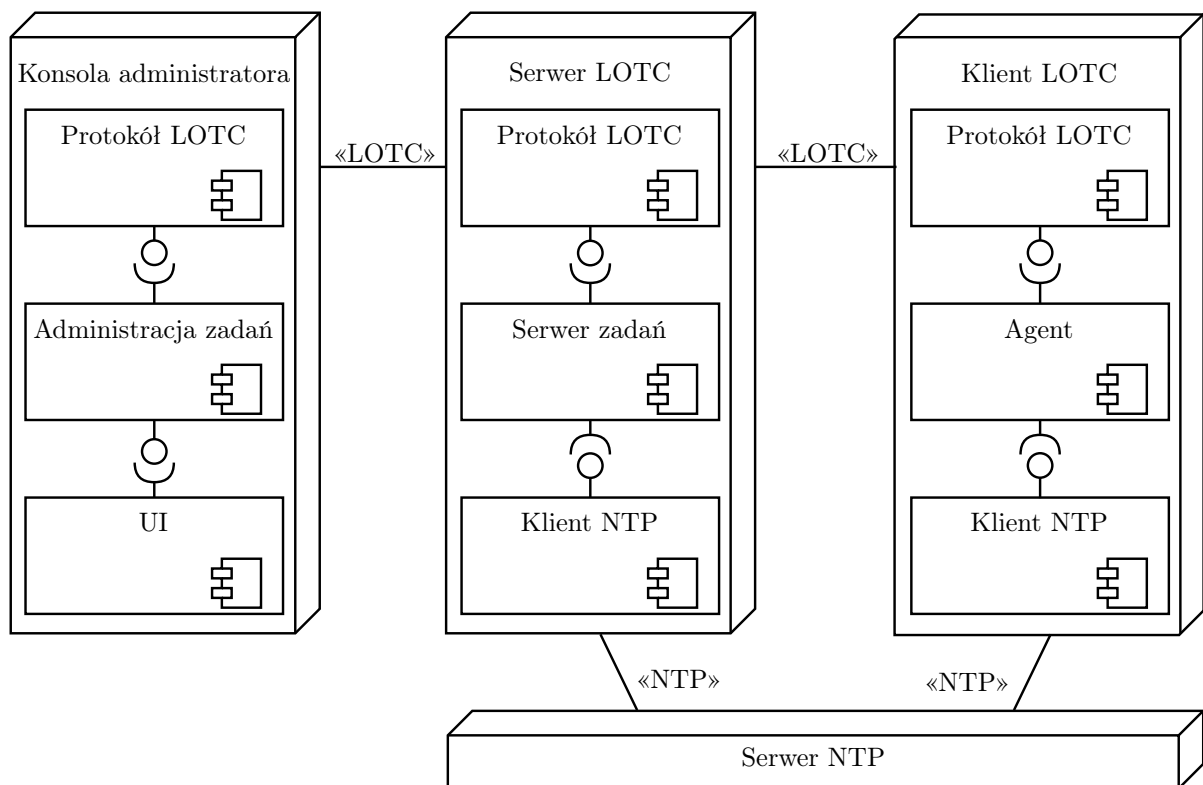 Konsola administratora
Protokół LOTC
Administracja zadań
UI
«LOTC»
Serwer LOTC
Protokół LOTC
Serwer zadań
Klient NTP
«LOTC»
Klient LOTC
Protokół LOTC
Agent
Klient NTP
«NTP»
«NTP»
Serwer NTP